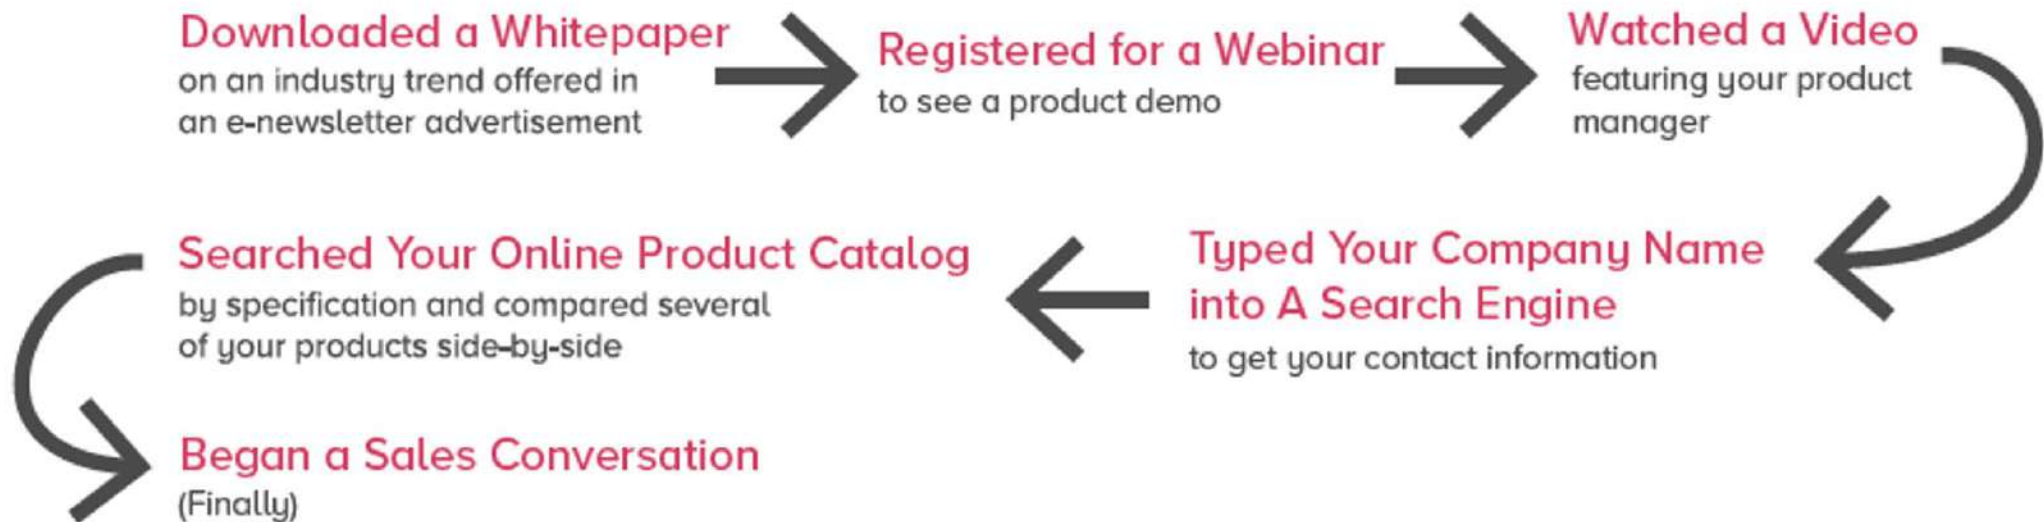 Downloaded a Whitepaper
on an industry trend offered in
an e-newsletter advertisement
Registered for a Webinar
to see a product demo
Watched a Video
featuring your product
manager
Typed Your Company Name
into A Search Engine
to get your contact information
Searched Your Online Product Catalog
by specification and compared several
of your products side-by-side
Began a Sales Conversation
(Finally)